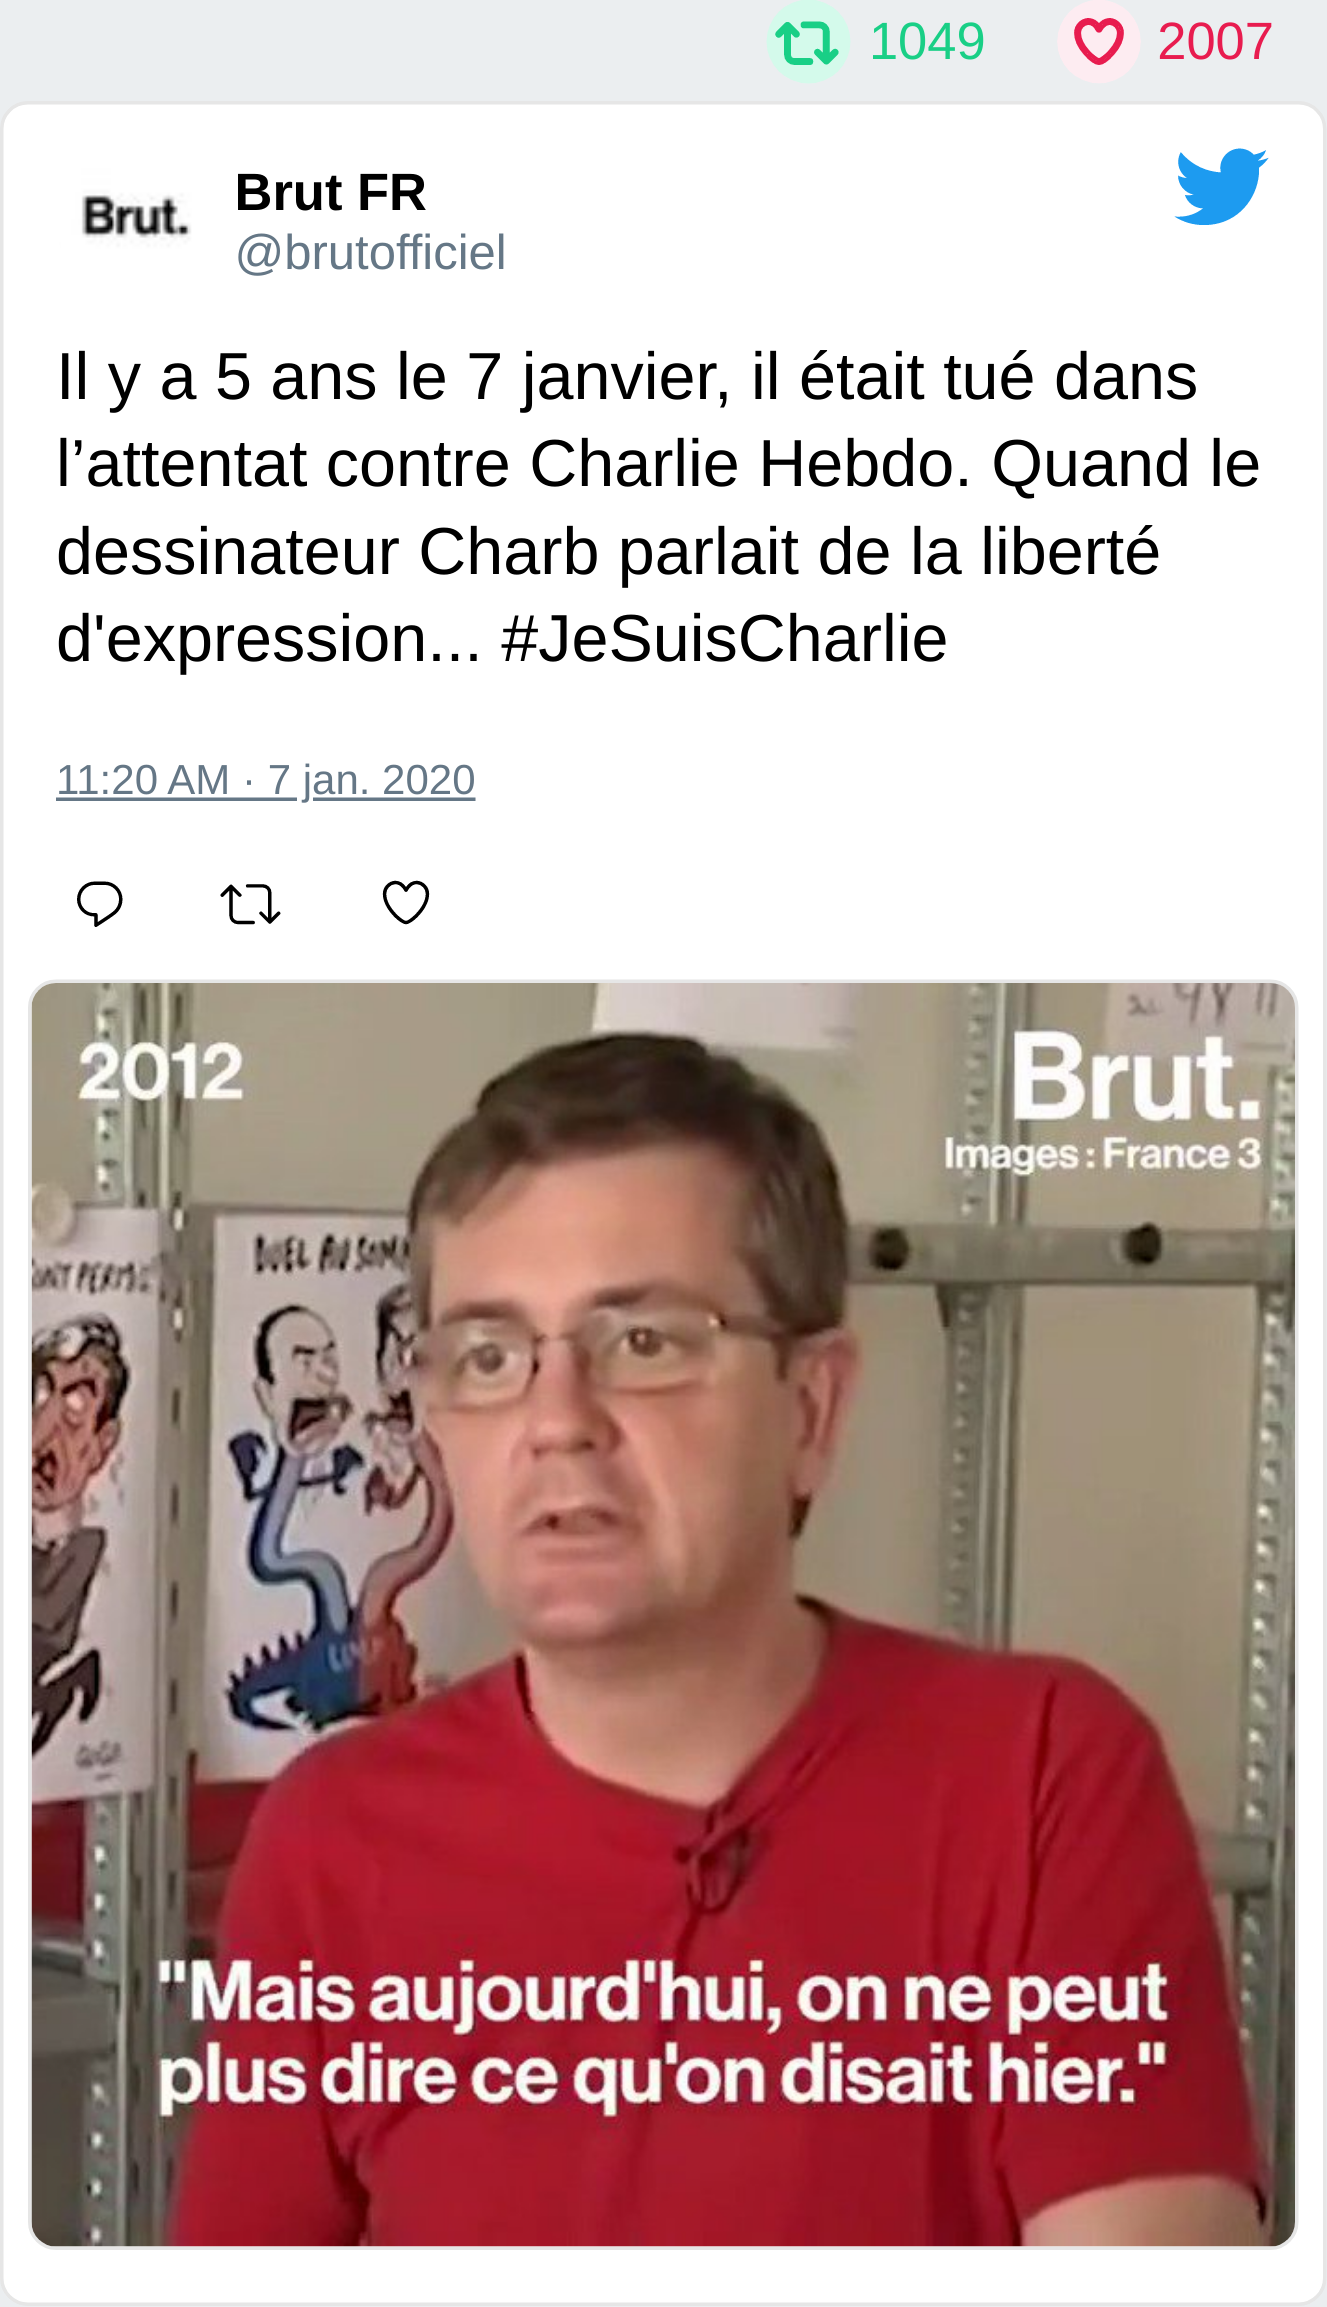 1049 2007
Brut.
Brut FR
@brutofficiel
Il y a 5 ans le 7 janvier, il était tué dans
l’attentat contre Charlie Hebdo. Quand le
dessinateur Charb parlait de la liberté
d'expression... #JeSuisCharlie
11:20 AM · 7 jan. 2020
2012
Brut.
Images : France 3
DUEL AU SOM
"Mais aujourd'hui, on ne peut
plus dire ce qu'on disait hier."